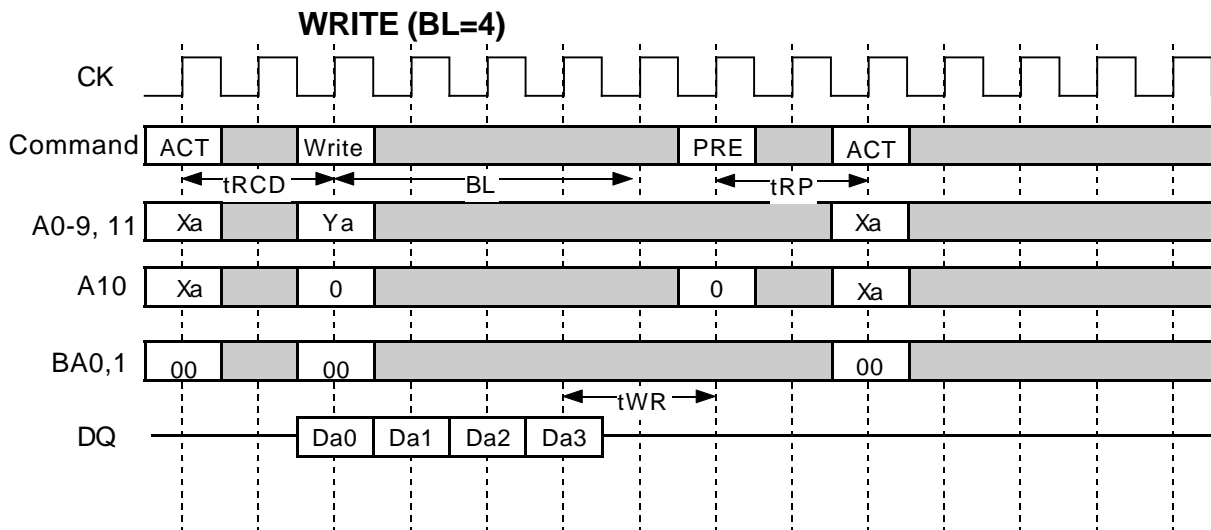 WRITE (BL=4)
CK
Command ACT Write PRE ACT
tRCD BL tRP
A0-9, 11 Xa Ya Xa
A10 Xa 0 0 Xa
BA0,1 00 00 00
tWR
DQ Da0 Da1 Da2 Da3